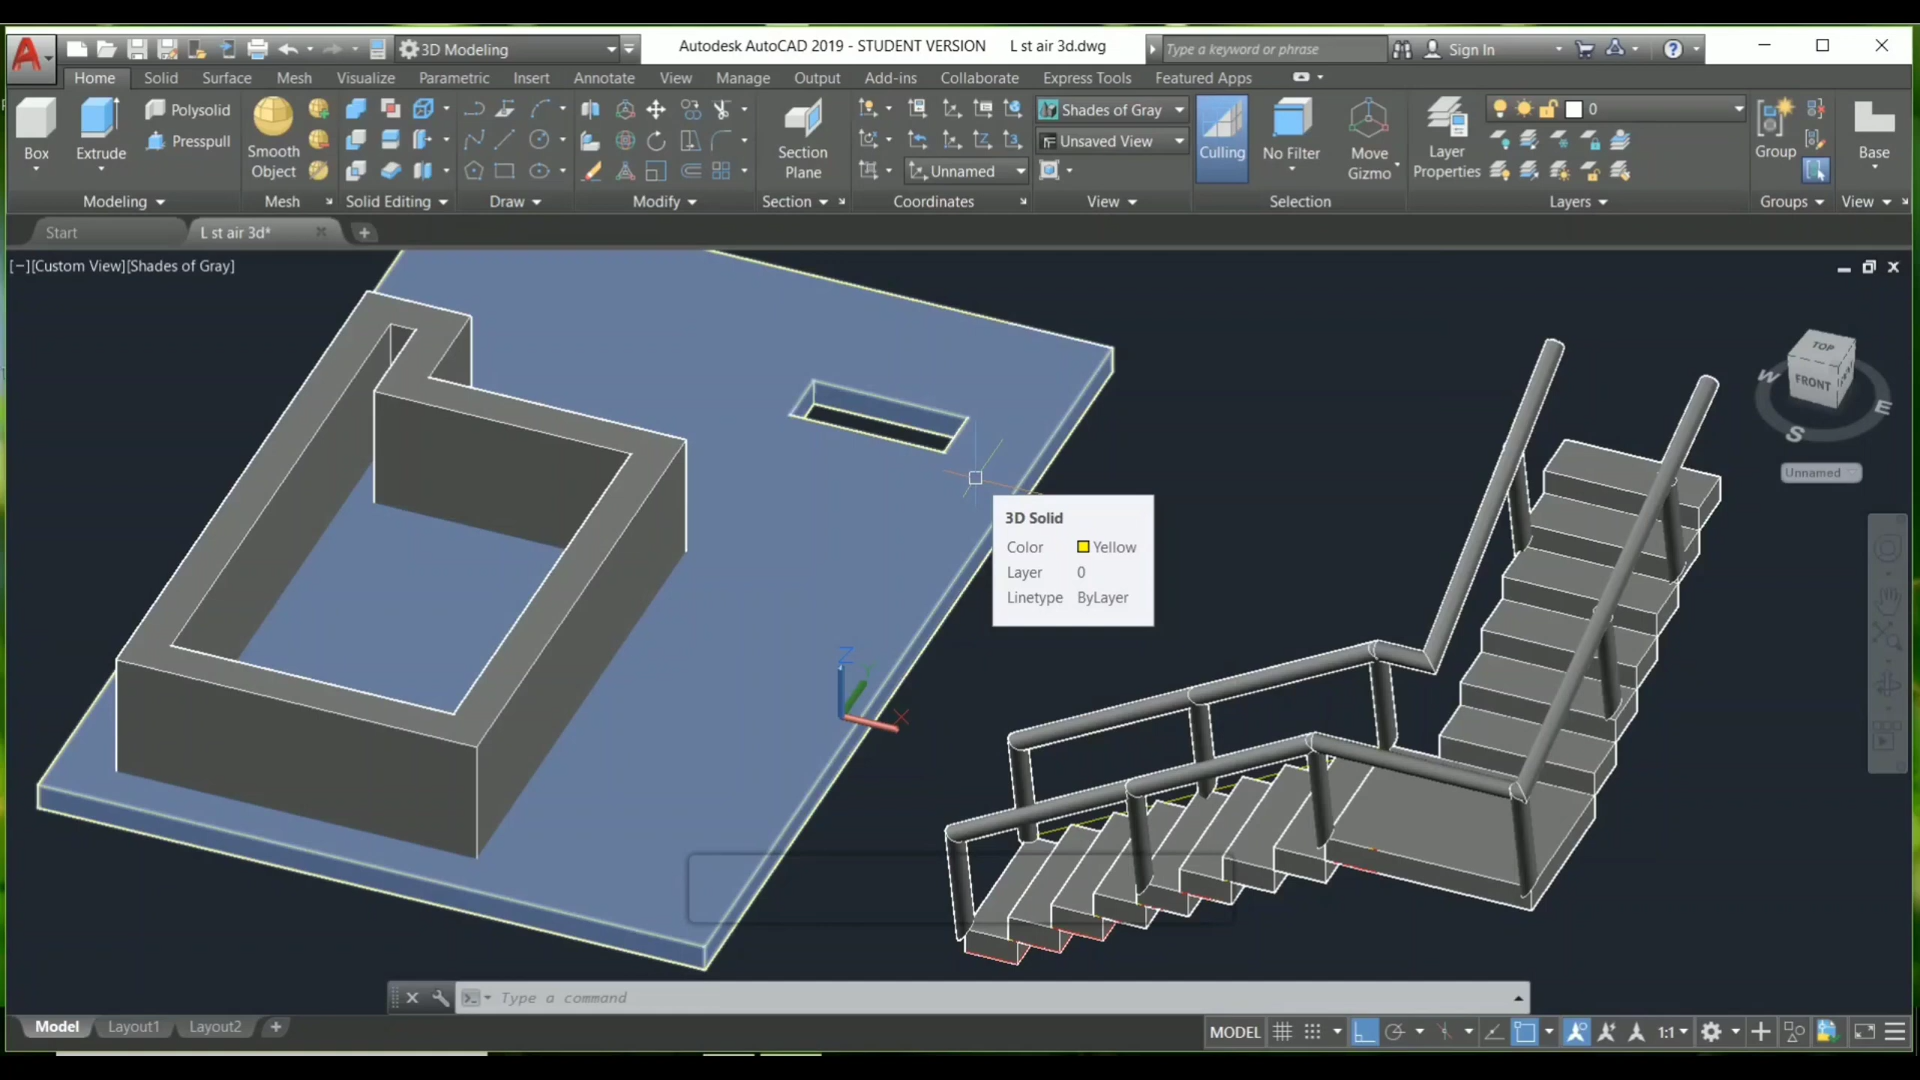 3D Modeling
Autodesk AutoCAD 2019 - STUDENT VERSION L st air 3d.dwg
Type a keyword or phrase
Sign In
Home Solid Surface Mesh Visualize Parametric Insert Annotate View Manage Output Add-ins Collaborate Express Tools Featured Apps
Box
Extrude
Polysolid
Presspull
Smooth
Object
Section
Plane
Unnamed
Shades of Gray
Unsaved View
Culling
No Filter
Move
Gizmo
Layer
Properties
0
Group
Base
Modeling Mesh Solid Editing Draw Modify Section Coordinates View Selection Layers Groups View
Start
L st air 3d*
[−][Custom View][Shades of Gray]
TOP
FRONT
W
E
S
Unnamed
3D Solid
Color Yellow
Layer 0
Linetype ByLayer
Z
X
Type a command
Model Layout1 Layout2
MODEL
1:1